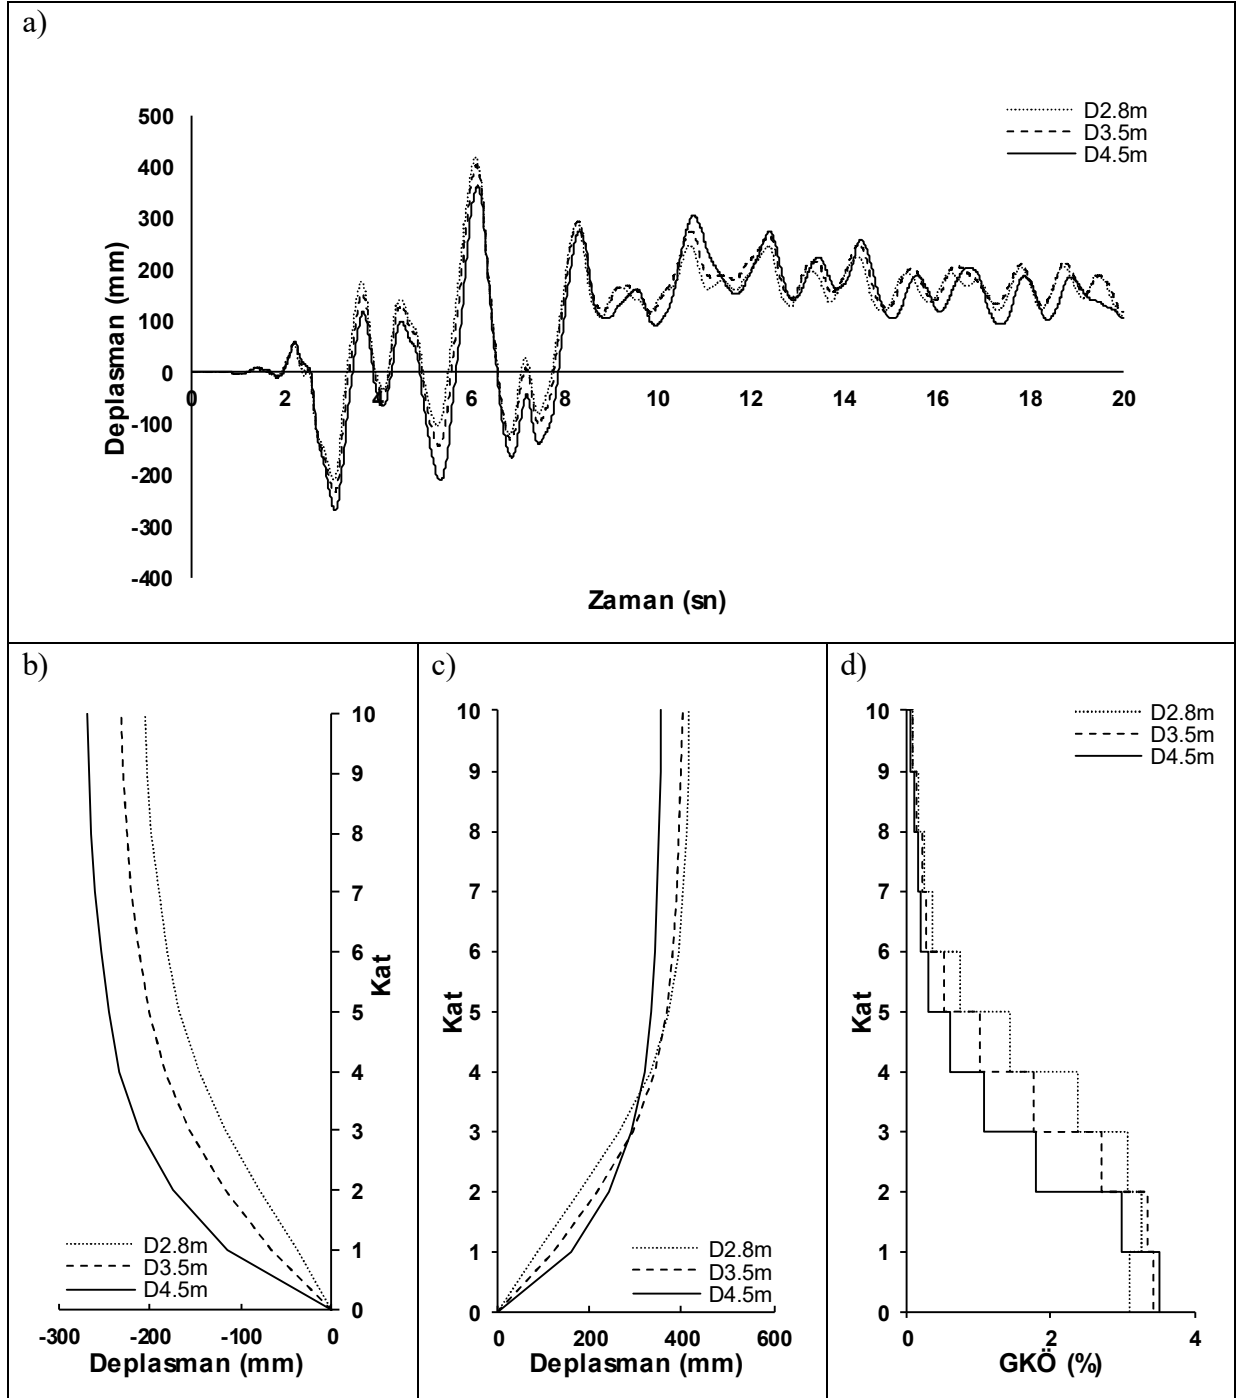 a)
500
400
300
200
100
0
-100
-200
-300
-400
Deplasman (mm)
0 2 4 6 8 10 12 14 16 18 20
Zaman (sn)
D2.8m
D3.5m
D4.5m
b)
10
9
8
7
6
5
4
3
2
1
0
Kat
D2.8m
D3.5m
D4.5m
-300 -200 -100 0
Deplasman (mm)
c)
10
9
8
7
6
5
4
3
2
1
0
Kat
D2.8m
D3.5m
D4.5m
0 200 400 600
Deplasman (mm)
d)
D2.8m
D3.5m
D4.5m
10
9
8
7
6
5
4
3
2
1
0
Kat
0 2 4
GKÖ (%)